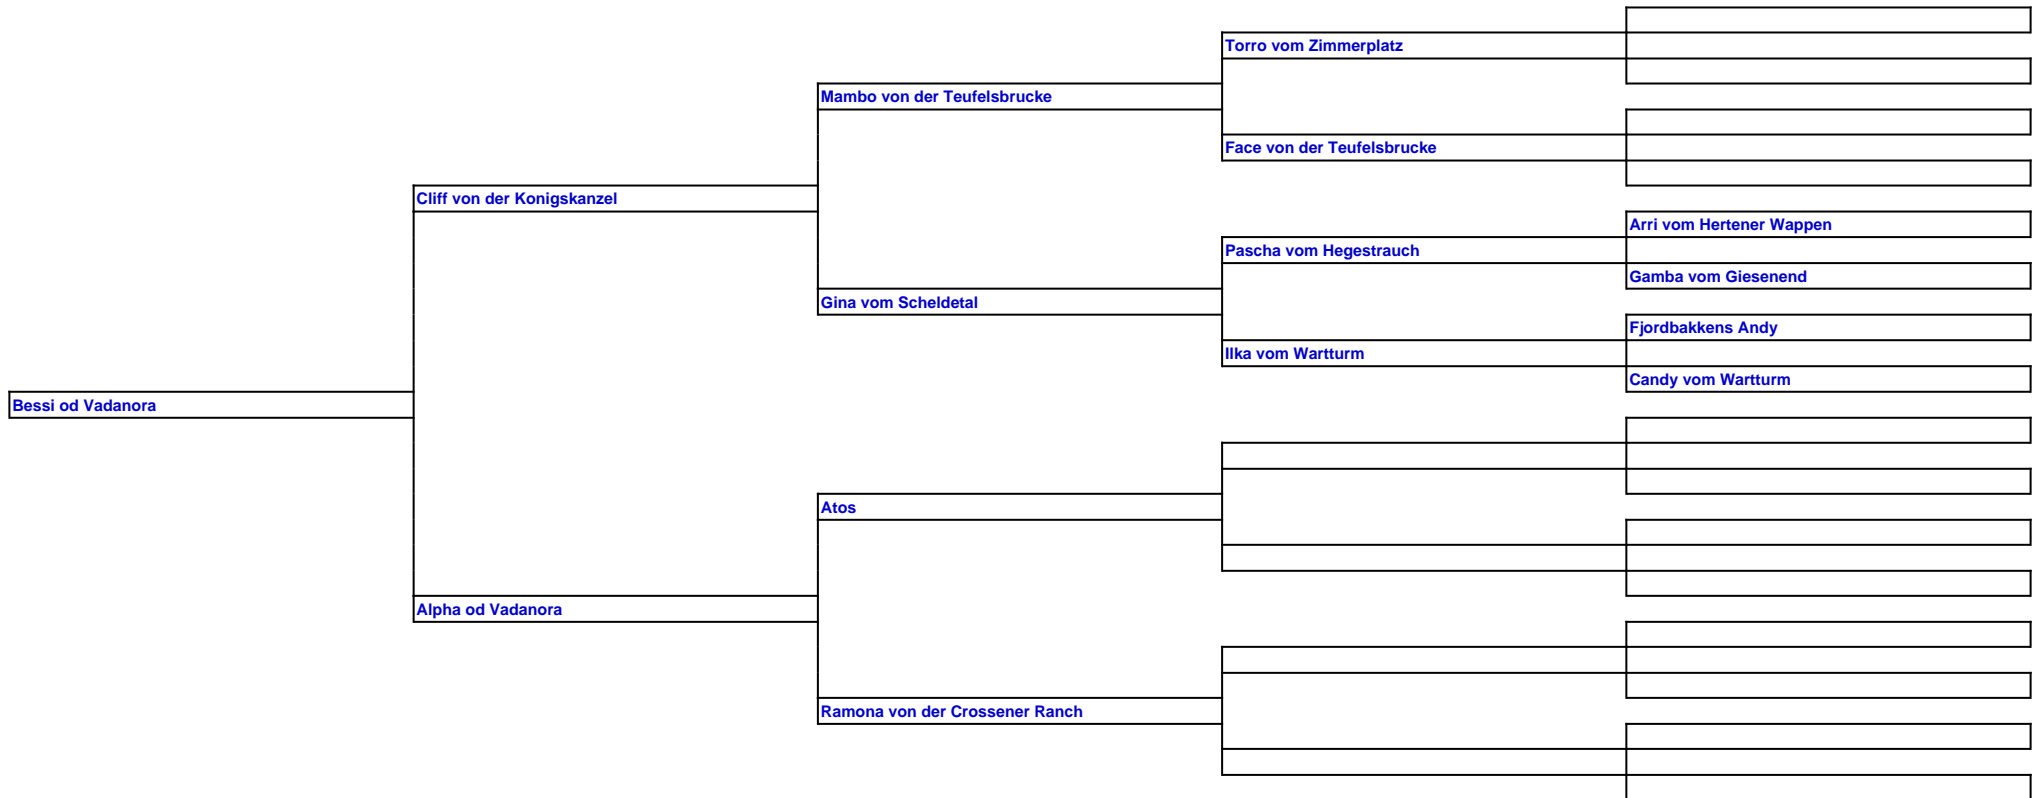 Torro vom Zimmerplatz
Mambo von der Teufelsbrucke
Face von der Teufelsbrucke
Cliff von der Konigskanzel
Arri vom Hertener Wappen
Pascha vom Hegestrauch
Gamba vom Giesenend
Gina vom Scheldetal
Fjordbakkens Andy
Ilka vom Wartturm
Candy vom Wartturm
Bessi od Vadanora
Atos
Alpha od Vadanora
Ramona von der Crossener Ranch